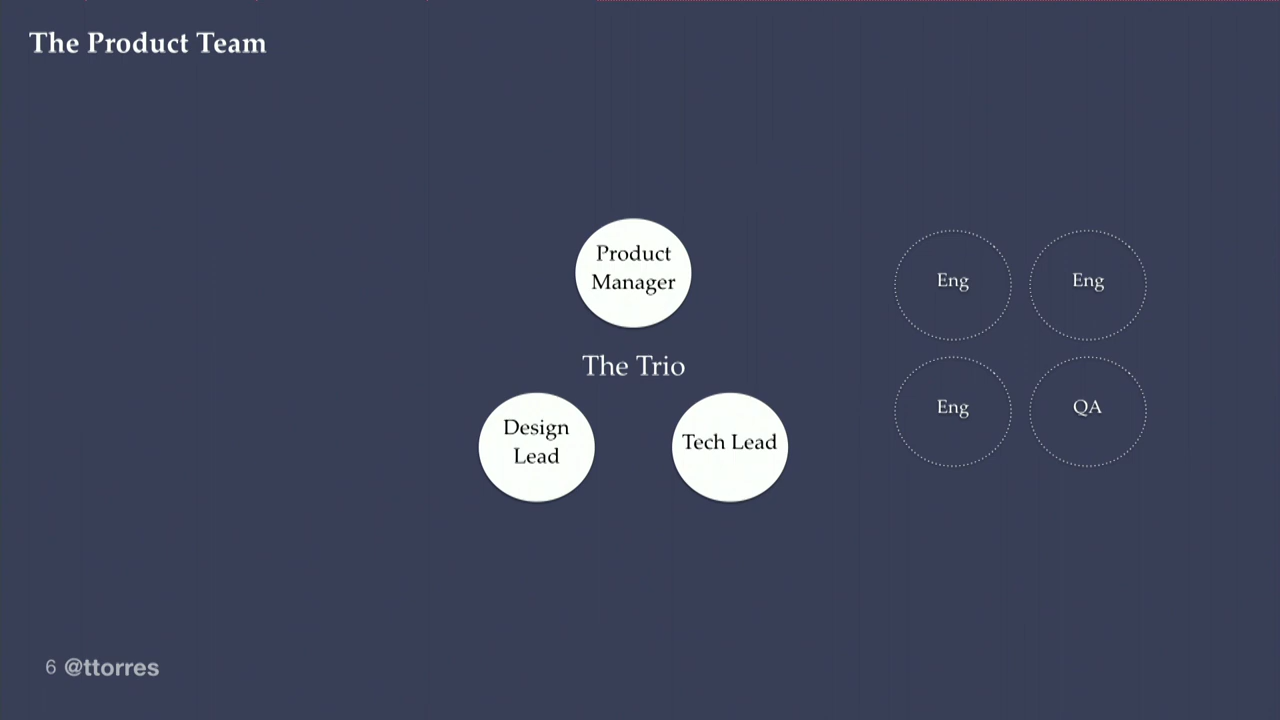 The Product Team
Product
Manager
The Trio
Design
Lead
Tech Lead
Eng
Eng
Eng
QA
6 @ttorres